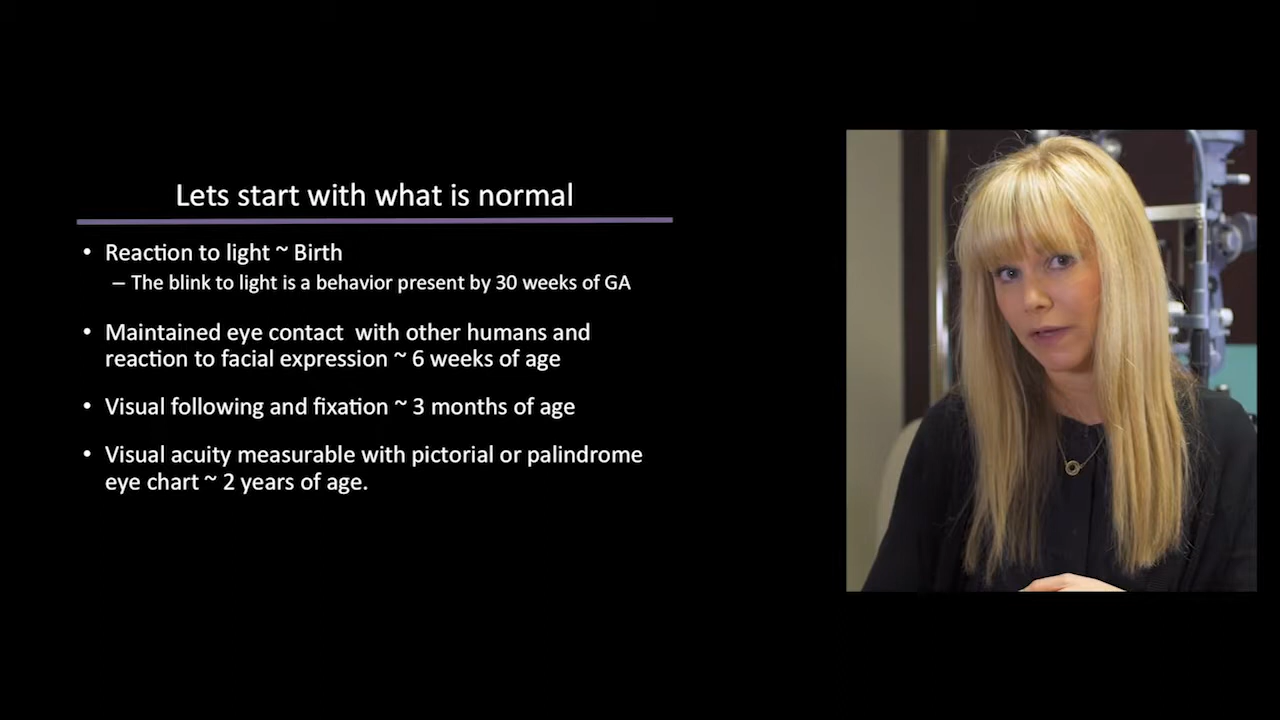 Lets start with what is normal
• Reaction to light ~ Birth
– The blink to light is a behavior present by 30 weeks of GA
• Maintained eye contact with other humans and
reaction to facial expression ~ 6 weeks of age
• Visual following and fixation ~ 3 months of age
• Visual acuity measurable with pictorial or palindrome
eye chart ~ 2 years of age.